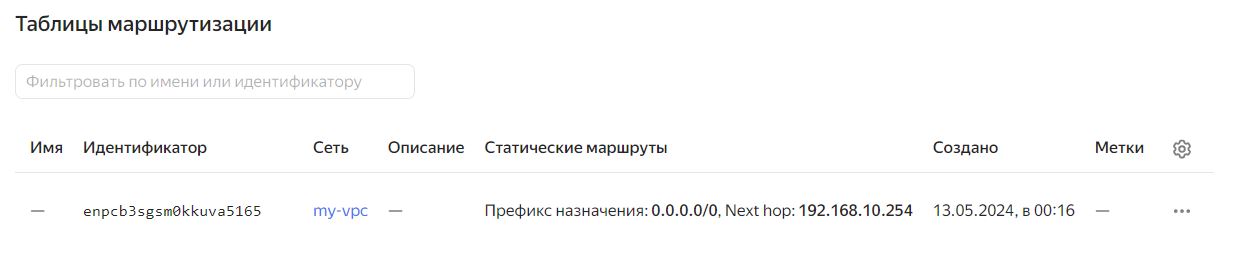 Таблицы маршрутизации
Фильтровать по имени или идентификатору
Имя Идентификатор Сеть Описание Статические маршруты Создано Метки
— enpcb3sgsm0kkuva5165 my-vpc — Префикс назначения: 0.0.0.0/0, Next hop: 192.168.10.254 13.05.2024, в 00:16 —